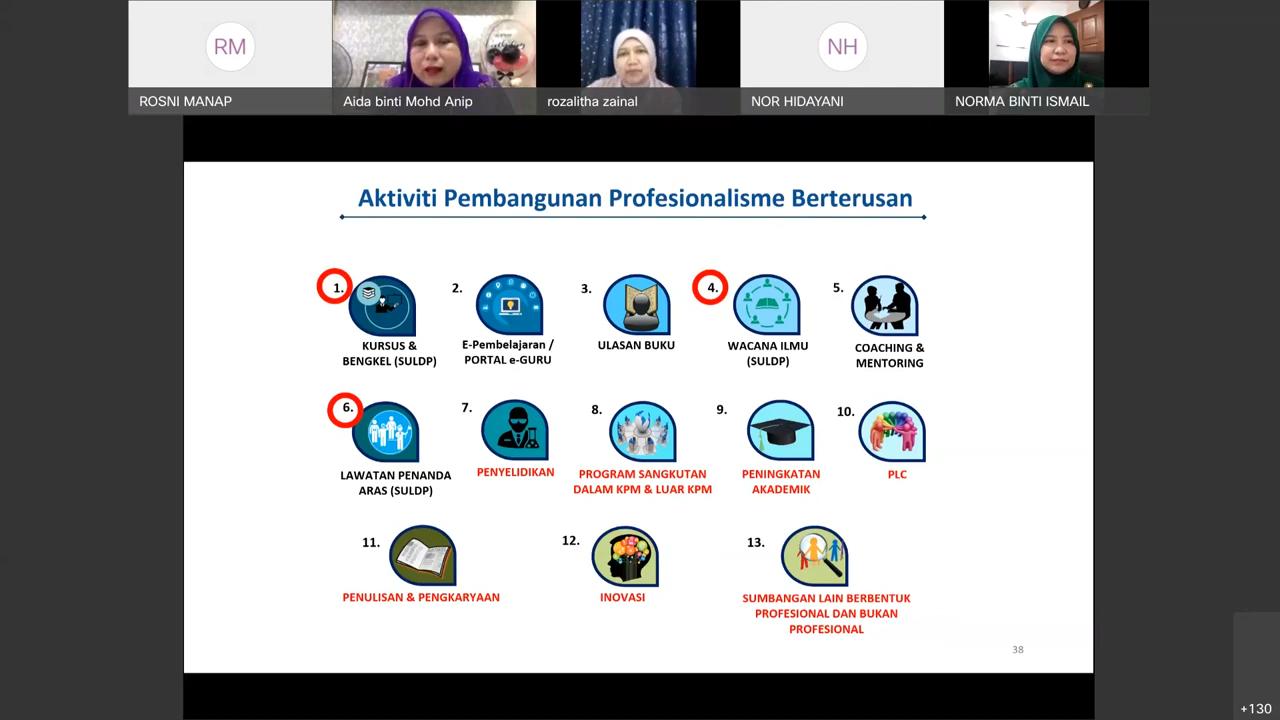 RM
NH
ROSNI MANAP
Aida binti Mohd Anip
rozalitha zainal
NOR HIDAYANI
NORMA BINTI ISMAIL
Aktiviti Pembangunan Profesionalisme Berterusan
1.
KURSUS &
BENGKEL (SULDP)
2.
E-Pembelajaran /
PORTAL e-GURU
3.
ULASAN BUKU
4.
WACANA ILMU
(SULDP)
5.
COACHING &
MENTORING
6.
LAWATAN PENANDA
ARAS (SULDP)
7.
PENYELIDIKAN
8.
PROGRAM SANGKUTAN
DALAM KPM & LUAR KPM
9.
PENINGKATAN
AKADEMIK
10.
PLC
11.
PENULISAN & PENGKARYAAN
12.
INOVASI
13.
SUMBANGAN LAIN BERBENTUK
PROFESIONAL DAN BUKAN
PROFESIONAL
38
+130